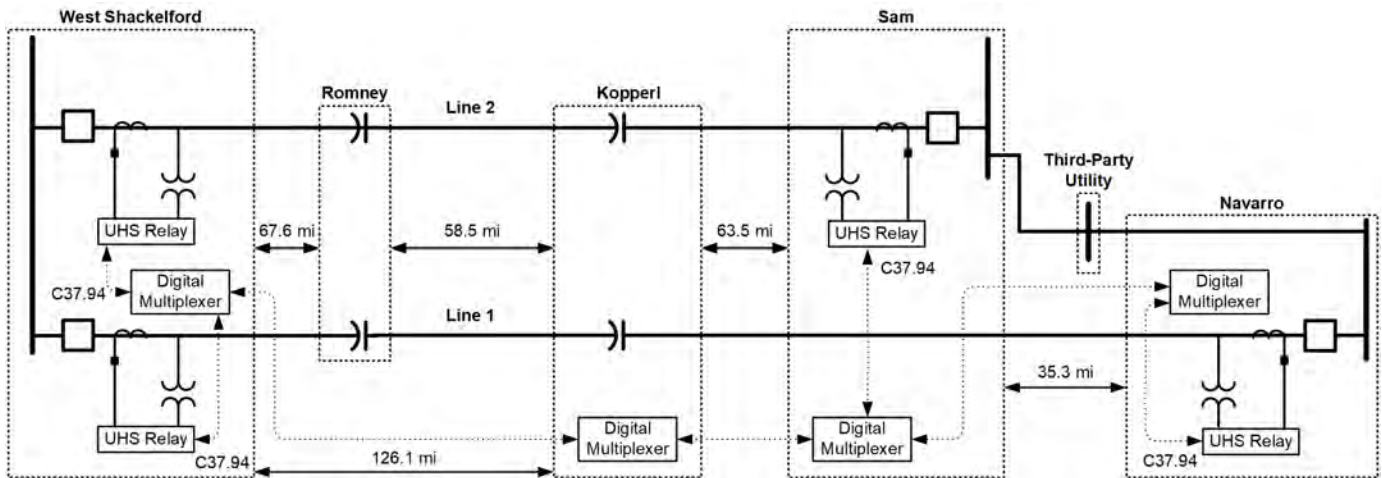 West Shackelford
Sam
Romney
Kopperl
Line 2
Third-Party
Utility
Navarro
UHS Relay
67.6 mi
58.5 mi
63.5 mi
UHS Relay
C37.94
C37.94
Digital
Multiplexer
Digital
Multiplexer
Line 1
35.3 mi
UHS Relay
C37.94
126.1 mi
Digital
Multiplexer
Digital
Multiplexer
UHS Relay